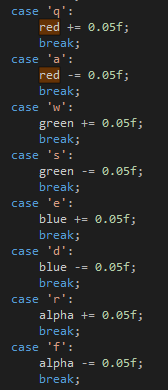 case 'q':
red += 0.05f;
break;
case 'a':
red -= 0.05f;
break;
case 'w':
green += 0.05f;
break;
case 's':
green -= 0.05f;
break;
case 'e':
blue += 0.05f;
break;
case 'd':
blue -= 0.05f;
break;
case 'r':
alpha += 0.05f;
break;
case 'f':
alpha -= 0.05f;
break;